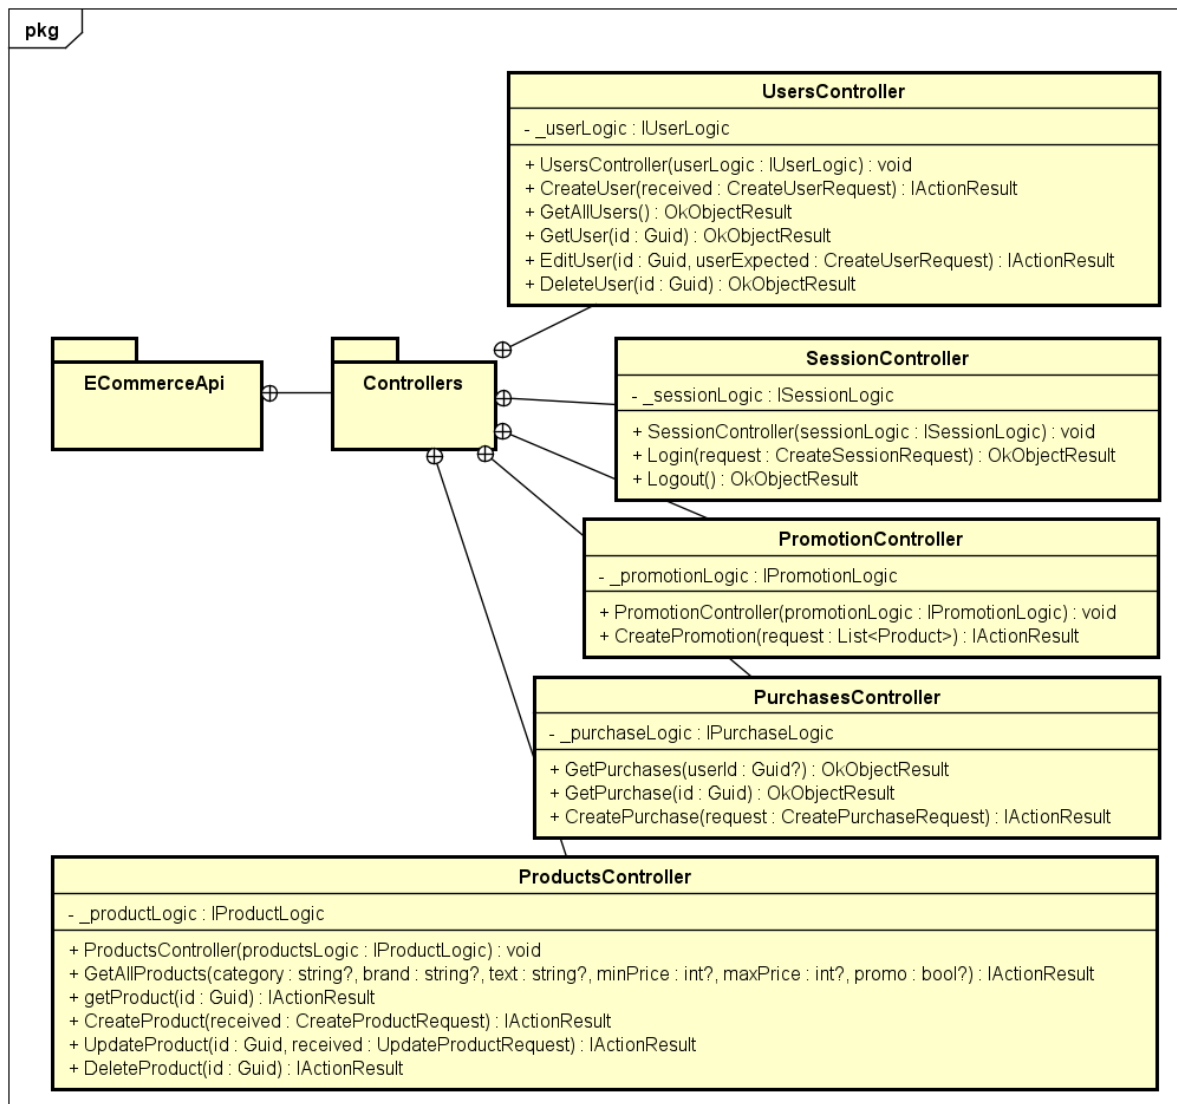 pkg
UsersController
- _userLogic : IUserLogic
+ UsersController(userLogic : IUserLogic) : void
+ CreateUser(received : CreateUserRequest) : IActionResult
+ GetAllUsers() : OkObjectResult
+ GetUser(id : Guid) : OkObjectResult
+ EditUser(id : Guid, userExpected : CreateUserRequest) : IActionResult
+ DeleteUser(id : Guid) : OkObjectResult
ECommerceApi
Controllers
SessionController
- _sessionLogic : ISessionLogic
+ SessionController(sessionLogic : ISessionLogic) : void
+ Login(request : CreateSessionRequest) : OkObjectResult
+ Logout() : OkObjectResult
PromotionController
- _promotionLogic : IPromotionLogic
+ PromotionController(promotionLogic : IPromotionLogic) : void
+ CreatePromotion(request : List<Product>) : IActionResult
PurchasesController
- _purchaseLogic : IPurchaseLogic
+ GetPurchases(userId : Guid?) : OkObjectResult
+ GetPurchase(id : Guid) : OkObjectResult
+ CreatePurchase(request : CreatePurchaseRequest) : IActionResult
ProductsController
- _productLogic : IProductLogic
+ ProductsController(productsLogic : IProductLogic) : void
+ GetAllProducts(category : string?, brand : string?, text : string?, minPrice : int?, maxPrice : int?, promo : bool?) : IActionResult
+ getProduct(id : Guid) : IActionResult
+ CreateProduct(received : CreateProductRequest) : IActionResult
+ UpdateProduct(id : Guid, received : UpdateProductRequest) : IActionResult
+ DeleteProduct(id : Guid) : IActionResult